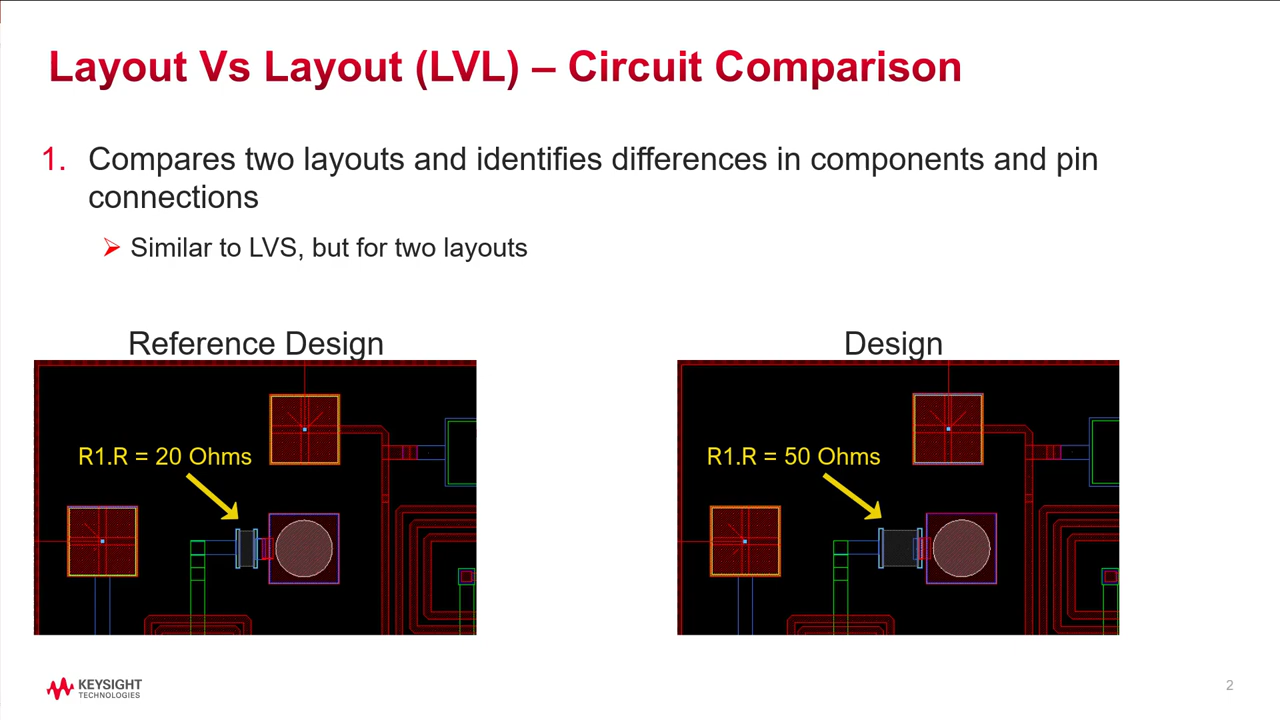 Layout Vs Layout (LVL) – Circuit Comparison
1. Compares two layouts and identifies differences in components and pin
connections
Similar to LVS, but for two layouts
Reference Design
Design
R1.R = 20 Ohms
R1.R = 50 Ohms
KEYSIGHT
TECHNOLOGIES
2